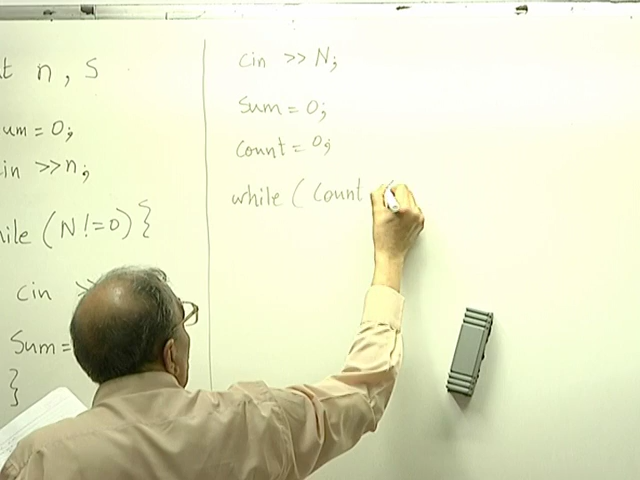 t n, s
um = 0;
in >> n;
hile (N != 0) {
cin >>
Sum =
}
cin >> N;
Sum = 0;
Count = 0;
while ( Count